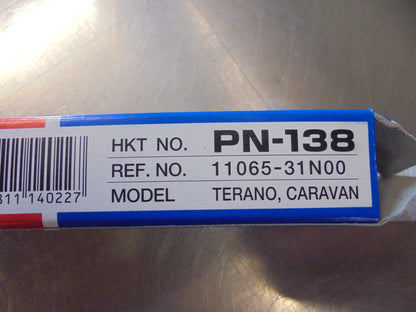 HKT NO. PN-138
REF. NO. 11065-31N00
MODEL TERANO, CARAVAN
811 140227